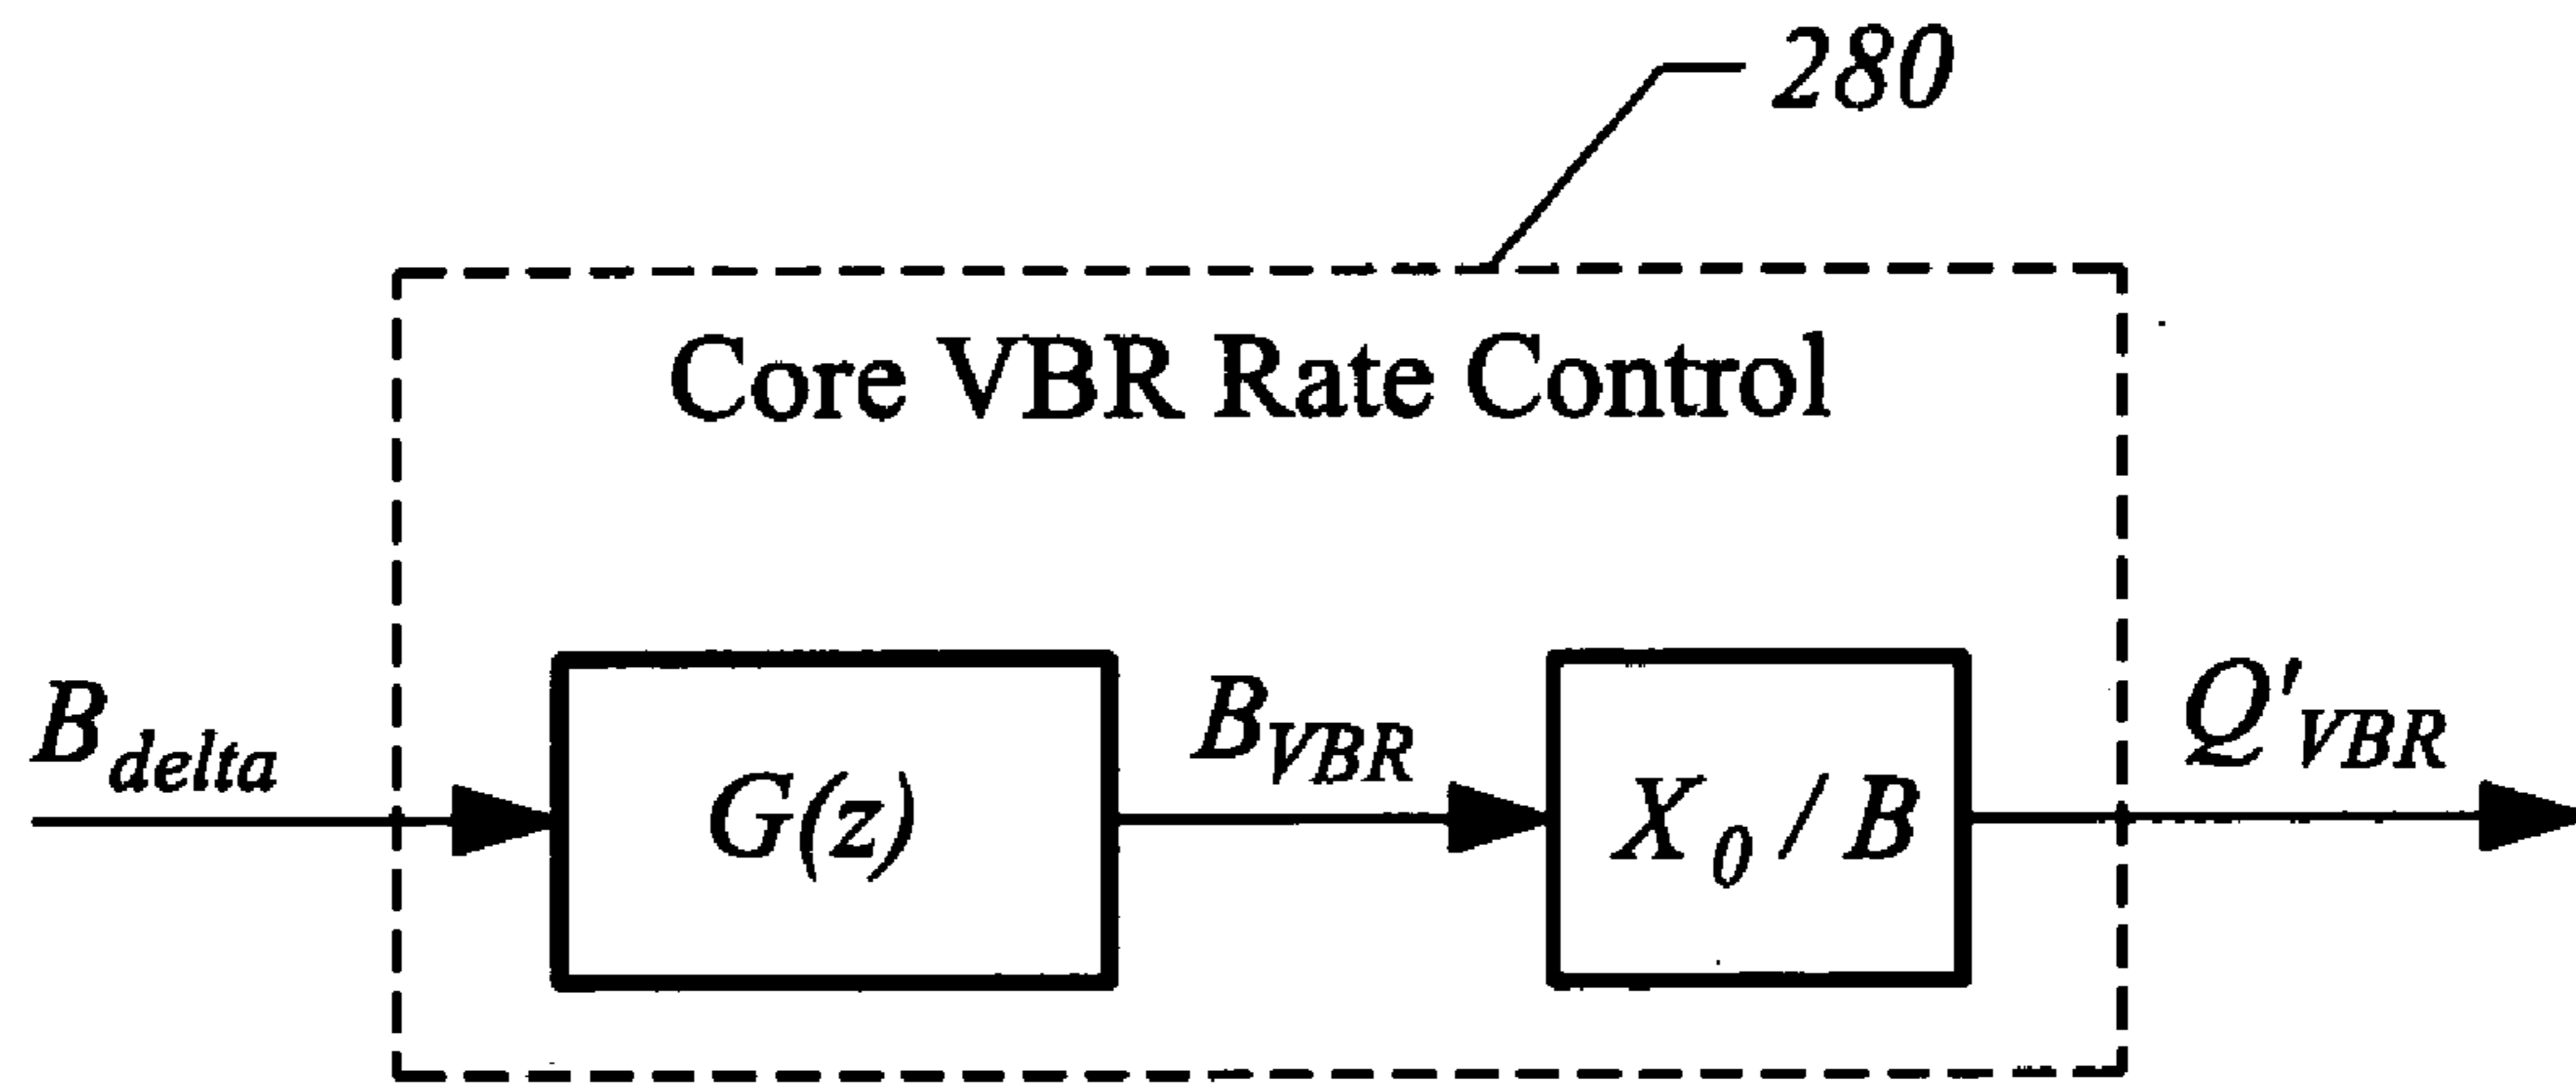 280
Core VBR Rate Control
B_delta
G(z)
B_VBR
X_0 / B
Q'_VBR